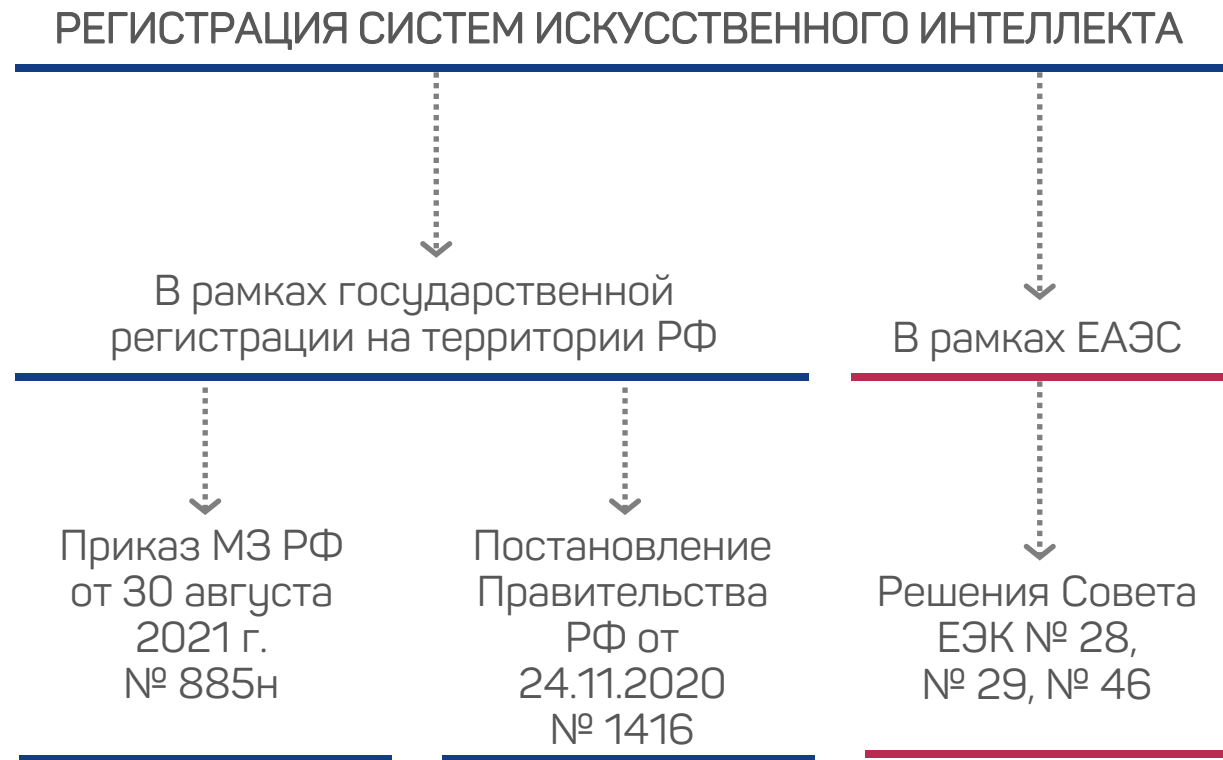 РЕГИСТРАЦИЯ СИСТЕМ ИСКУССТВЕННОГО ИНТЕЛЛЕКТА
В рамках государственной
регистрации на территории РФ
В рамках ЕАЭС
Приказ МЗ РФ
от 30 августа
2021 г.
№ 885н
Постановление
Правительства
РФ от
24.11.2020
№ 1416
Решения Совета
ЕЭК № 28,
№ 29, № 46